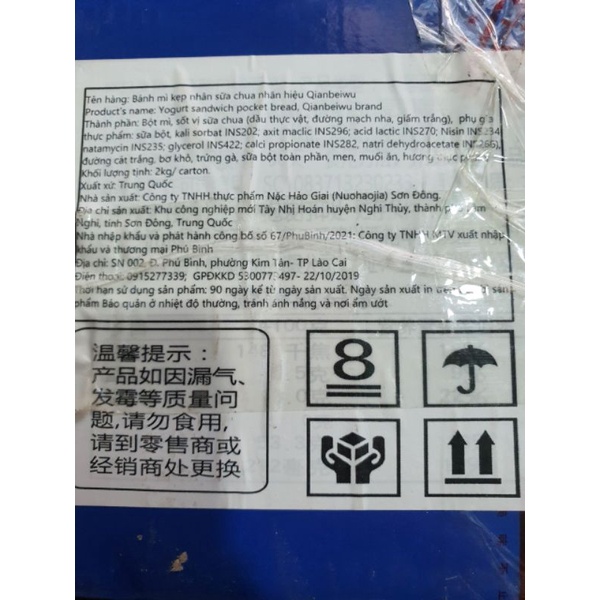 Tên hàng: Bánh mì kẹp nhân sữa chua nhãn hiệu Qianbeiwu
Product's name: Yogurt sandwich pocket bread, Qianbeiwu brand
Thành phần: Bột mì, sốt vị sữa chua (dầu thực vật, đường mạch nha, giấm trắng), phụ gia
thực phẩm: sữa bột, kali sorbat INS202, axit maclic INS296; acid lactic INS270; Nisin INS234
natamycin INS235; glycerol INS422; calci propionate INS282, natri dehydroacetate INS266),
đường cát trắng, bơ khô, trứng gà, sữa bột toàn phần, men, muối ăn, hương
Khối lượng tịnh: 2kg/ carton.
Xuất xứ: Trung Quốc
Nhà sản xuất: Công ty TNHH thực phẩm Nặc Hảo Giai (Nuohaojia) Sơn Đông.
Địa chỉ sản xuất: Khu công nghiệp mới Tây Nhị Hoàn huyện Nghi Thủy, thành phố Lâm
Nghi, tỉnh Sơn Đông, Trung Quốc
Nhà nhập khẩu và phát hành công bố số 67/PhuBinh/2021: Công ty TNHH MTV xuất nhập
khẩu và thương mại Phú Bình
Địa chỉ: SN 002 Đ. Phú Bình, phường Kim Tân- TP Lào Cai
Điện thoại: 0915277339; GPĐKKD 5300773497- 22/10/2019
Thời hạn sử dụng sản phẩm: 90 ngày kể từ ngày sản xuất. Ngày sản xuất in sản
phẩm Bảo quản ở nhiệt độ thường, tránh ánh nắng và nơi ẩm ướt
温馨提示：
产品如因漏气、
发霉等质量问
题,请勿食用,
请到零售商或
经销商处更换
8